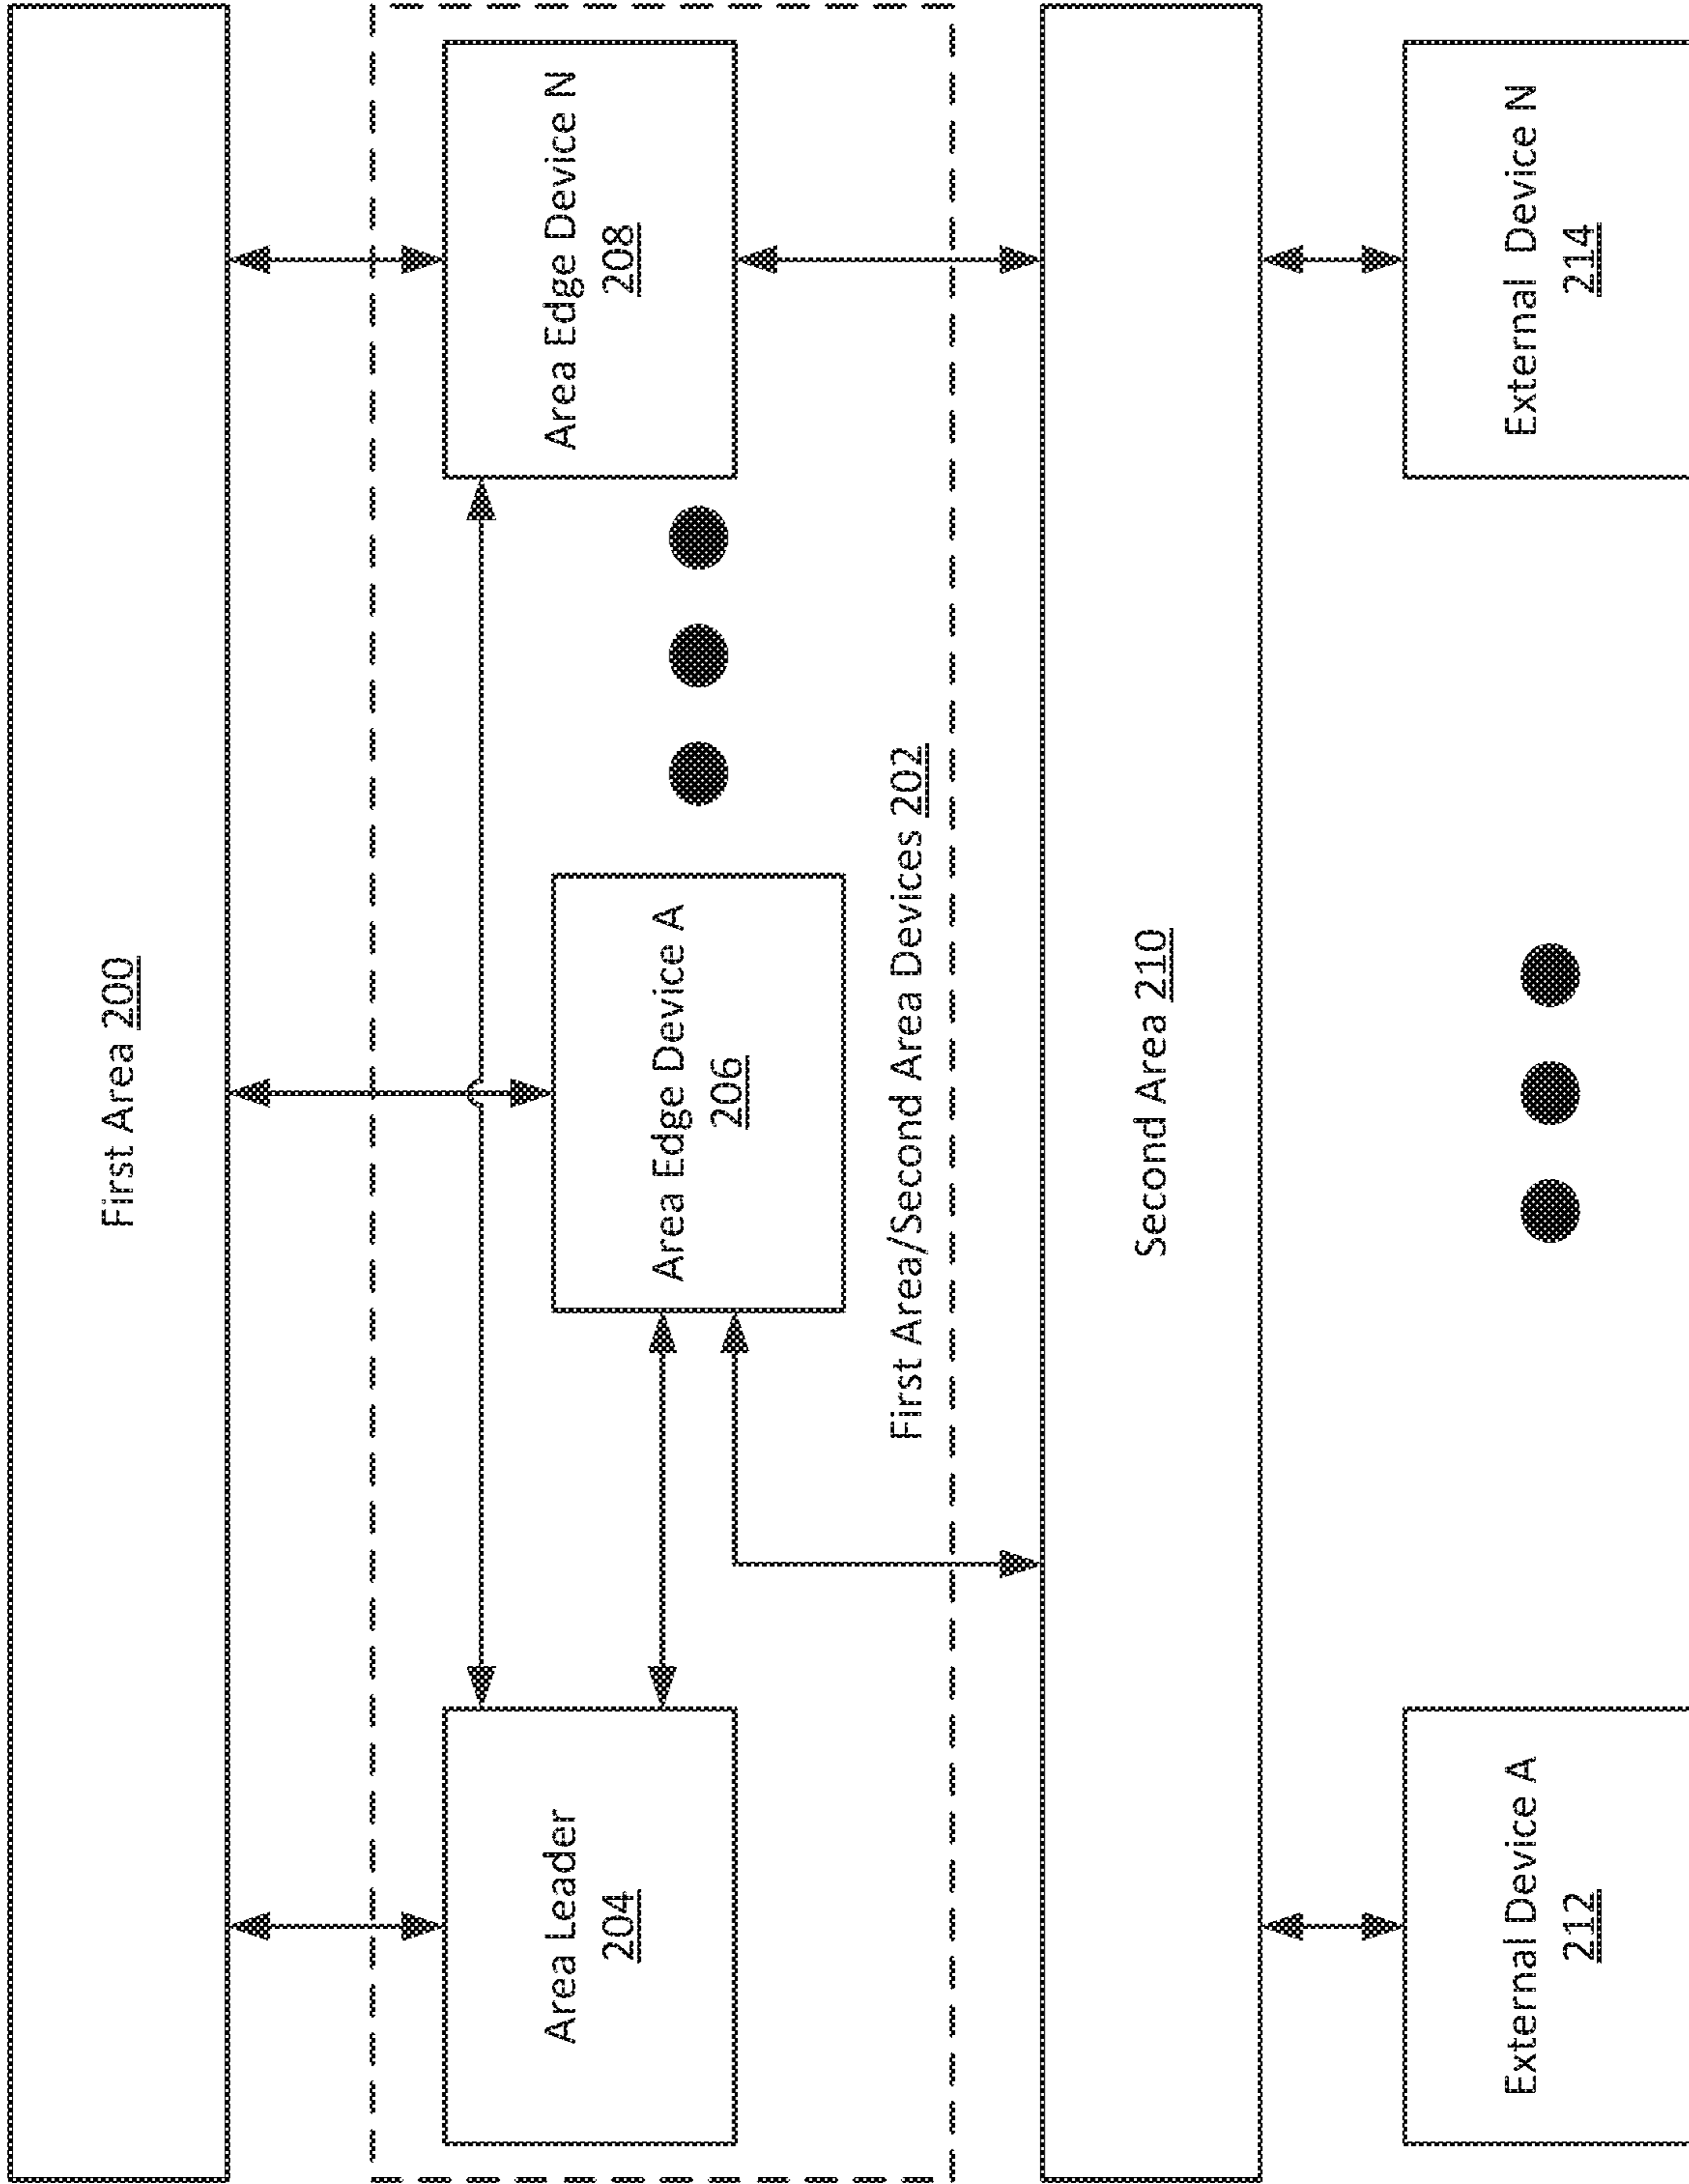 First Area 200
Area Leader
204
Area Edge Device A
206
Area Edge Device N
208
First Area/Second Area Devices 202
Second Area 210
External Device A
212
External Device N
214